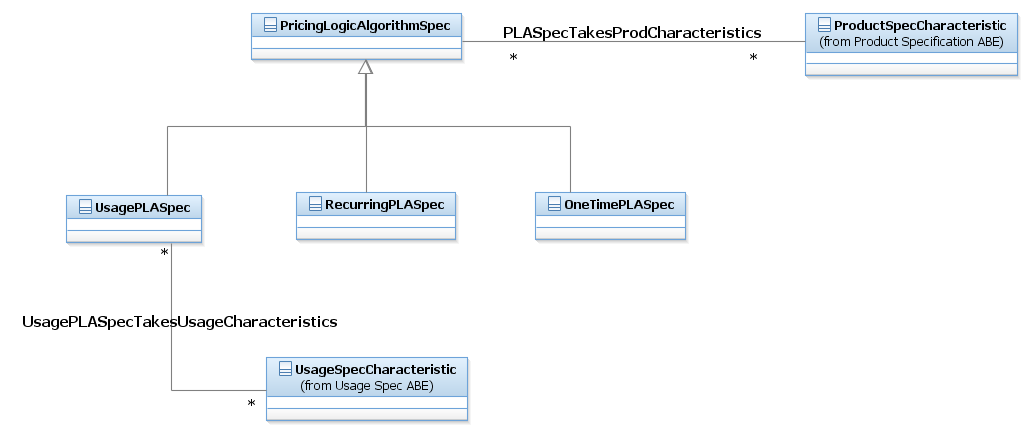 PricingLogicAlgorithmSpec
PLASpecTakesProdCharacteristics
*
*
ProductSpecCharacteristic
(from Product Specification ABE)
UsagePLASpec
RecurringPLASpec
OneTimePLASpec
*
UsagePLASpecTakesUsageCharacteristics
*
UsageSpecCharacteristic
(from Usage Spec ABE)